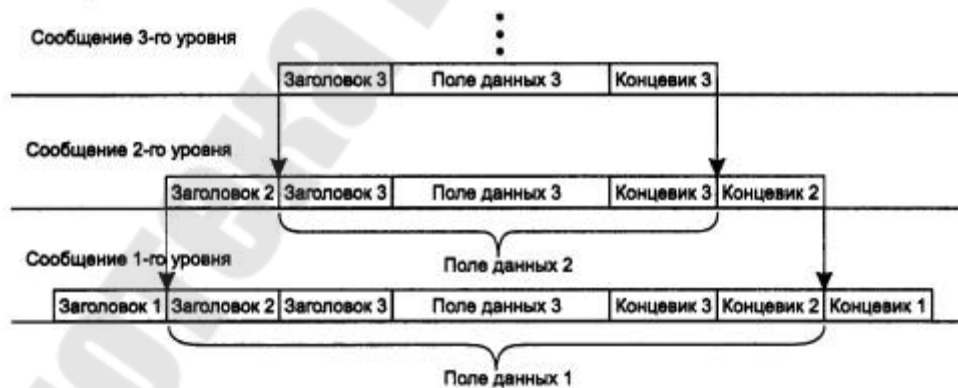 Сообщение 3-го уровня
Заголовок 3 Поле данных 3 Концевик 3
Сообщение 2-го уровня
Заголовок 2 Заголовок 3 Поле данных 3 Концевик 3 Концевик 2
Поле данных 2
Сообщение 1-го уровня
Заголовок 1 Заголовок 2 Заголовок 3 Поле данных 3 Концевик 3 Концевик 2 Концевик 1
Поле данных 1